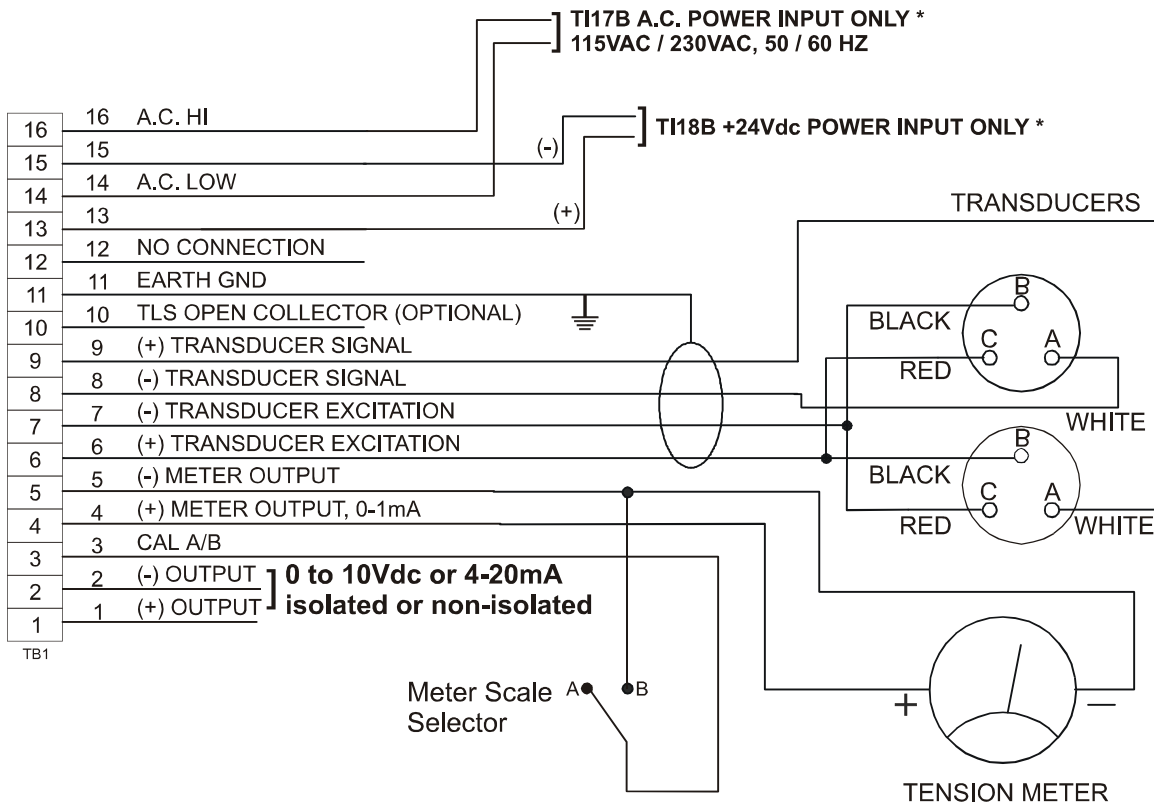 TI17B A.C. POWER INPUT ONLY *
115VAC / 230VAC, 50 / 60 HZ
TI18B +24Vdc POWER INPUT ONLY *
16 16 A.C. HI
15 15 (-)
14 14 A.C. LOW
13 13 (+)
12 12 NO CONNECTION
11 11 EARTH GND
10 10 TLS OPEN COLLECTOR (OPTIONAL)
9 9 (+) TRANSDUCER SIGNAL
8 8 (-) TRANSDUCER SIGNAL
7 7 (-) TRANSDUCER EXCITATION
6 6 (+) TRANSDUCER EXCITATION
5 5 (-) METER OUTPUT
4 4 (+) METER OUTPUT, 0-1mA
3 3 CAL A/B
2 2 (-) OUTPUT
1 1 (+) OUTPUT
TB1
0 to 10Vdc or 4-20mA
isolated or non-isolated
TRANSDUCERS
B
BLACK
C A
RED
WHITE
B
BLACK
C A
RED WHITE
Meter Scale
Selector
A B
+ —
TENSION METER